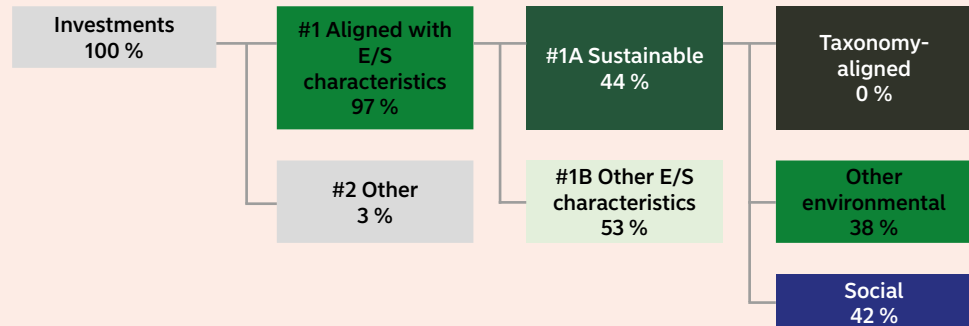 Investments
100 %
#1 Aligned with
E/S
characteristics
97 %
#1A Sustainable
44 %
Taxonomy-
aligned
0 %
#2 Other
3 %
#1B Other E/S
characteristics
53 %
Other
environmental
38 %
Social
42 %